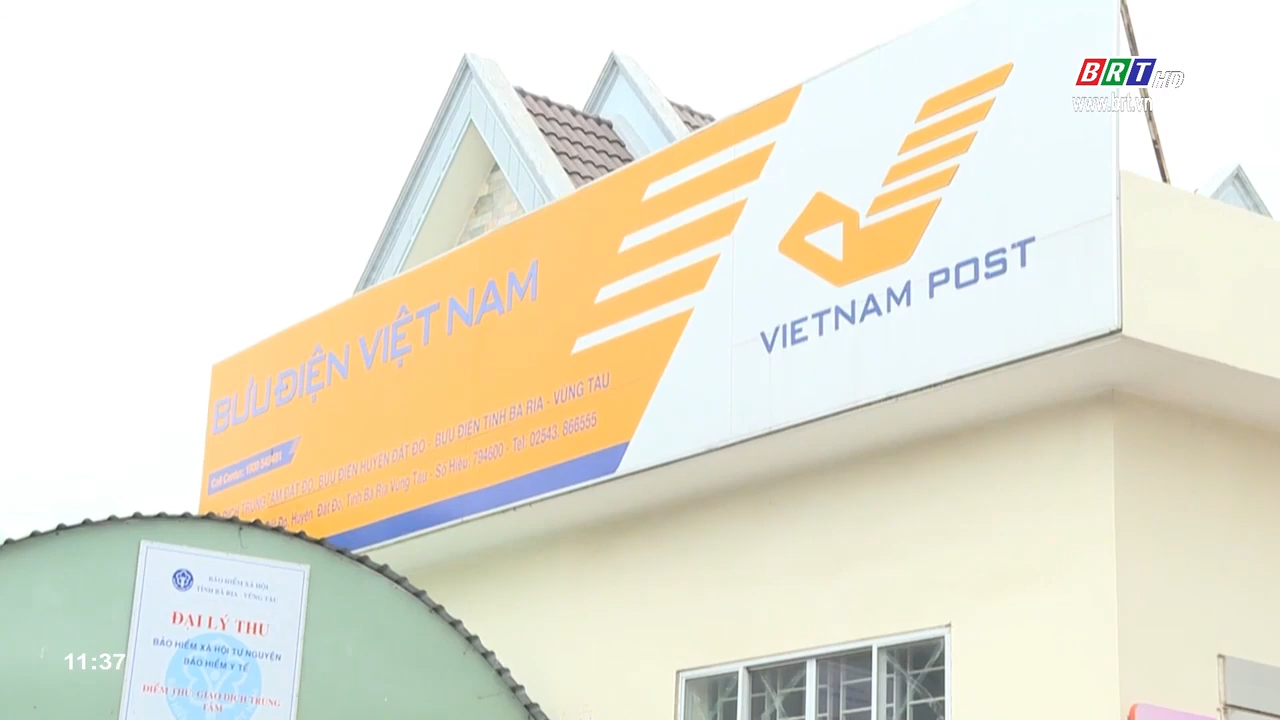 BRT HD
www.brt.vn
BƯU ĐIỆN VIỆT NAM
VIETNAM POST
Call Center: 1900 545481
DỊCH TRUNG TÂM ĐẤT ĐỎ, BƯU ĐIỆN HUYỆN ĐẤT ĐỎ - BƯU ĐIỆN TỈNH BÀ RỊA - VŨNG TÀU
Đỏ, Huyện Đất Đỏ, Tỉnh Bà Rịa Vũng Tàu - Số Hiệu: 794600 - Tel: 02543. 866555
BẢO HIỂM XÃ HỘI
TỈNH BÀ RỊA - VŨNG TÀU
ĐẠI LÝ THU
BẢO HIỂM XÃ HỘI TỰ NGUYỆN
BẢO HIỂM Y TẾ
ĐIỂM THU: GIAO DỊCH TRUNG
TÂM
11:37